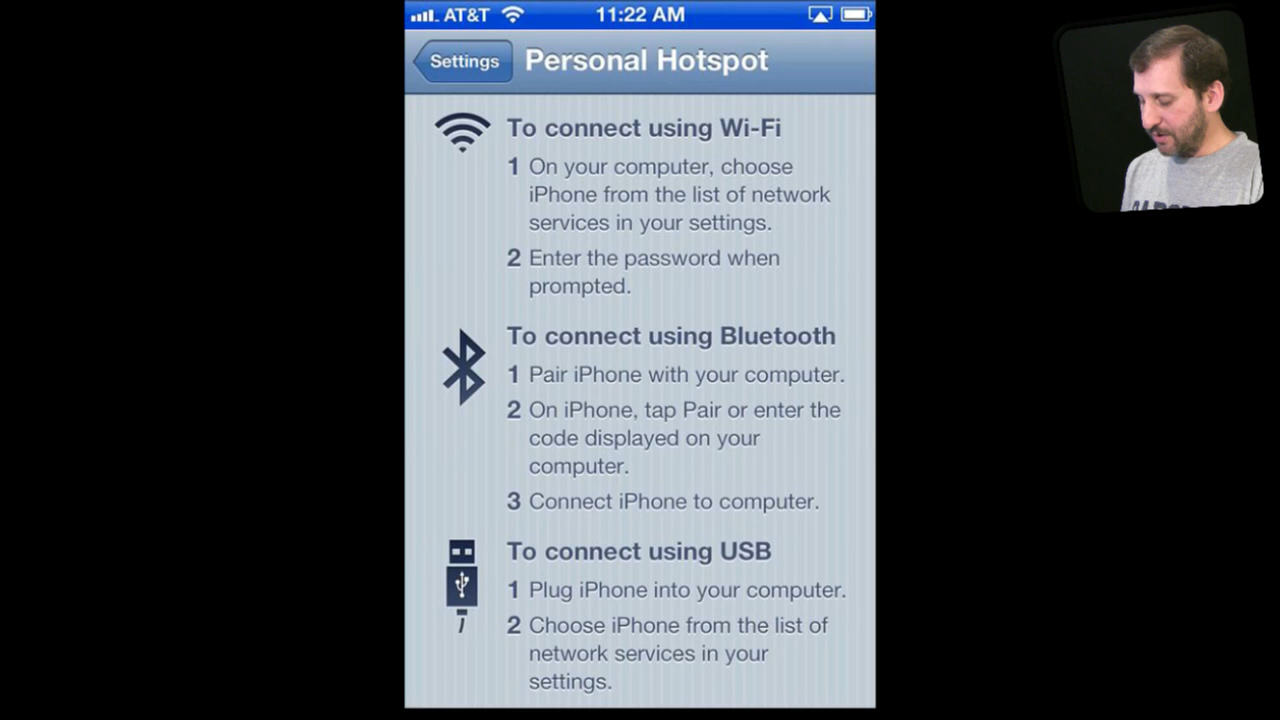 AT&T 11:22 AM
Settings Personal Hotspot
To connect using Wi-Fi
1 On your computer, choose
iPhone from the list of network
services in your settings.
2 Enter the password when
prompted.
To connect using Bluetooth
1 Pair iPhone with your computer.
2 On iPhone, tap Pair or enter the
code displayed on your
computer.
3 Connect iPhone to computer.
To connect using USB
1 Plug iPhone into your computer.
2 Choose iPhone from the list of
network services in your
settings.